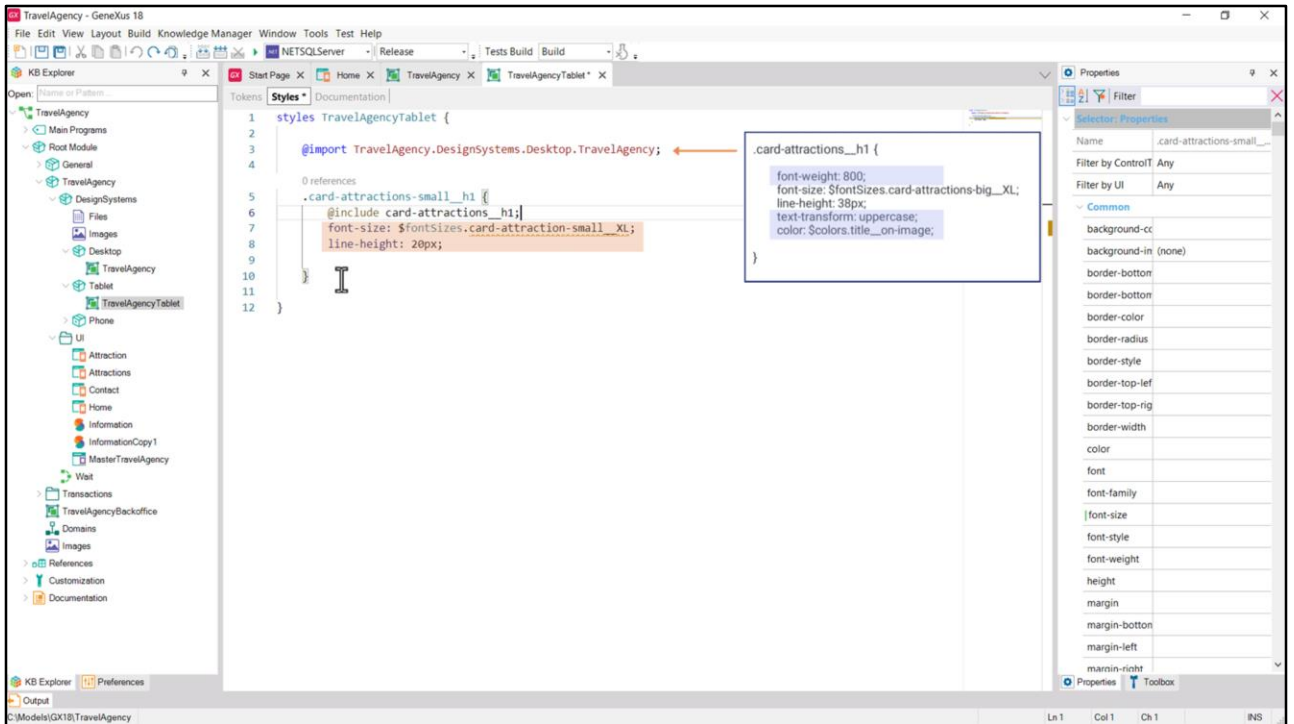 TravelAgency - GeneXus 18
File Edit View Layout Build Knowledge Manager Window Tools Test Help
NETSQLServer Release Tests Build Build
KB Explorer
Open: Name or Pattern...
TravelAgency
Main Programs
Root Module
General
TravelAgency
DesignSystems
Files
Images
Desktop
TravelAgency
Tablet
TravelAgencyTablet
Phone
UI
Attraction
Attractions
Contact
Home
Information
InformationCopy1
MasterTravelAgency
Wait
Transactions
TravelAgencyBackoffice
Domains
Images
References
Customization
Documentation
KB Explorer Preferences
Start Page Home TravelAgency TravelAgencyTablet *
Tokens Styles * Documentation
1 styles TravelAgencyTablet {
2
3 @import TravelAgency.DesignSystems.Desktop.TravelAgency;
4
0 references
5 .card-attractions-small__h1 {
6 @include card-attractions__h1;
7 font-size: $fontSizes.card-attraction-small__XL;
8 line-height: 20px;
9
10 }
11
12 }
.card-attractions__h1 {
font-weight: 800;
font-size: $fontSizes.card-attractions-big__XL;
line-height: 38px;
text-transform: uppercase;
color: $colors.title__on-image;
}
Properties
Filter
Selector: Properties
Name .card-attractions-small__...
Filter by ControlT Any
Filter by UI Any
Common
background-cc
background-in (none)
border-bottom
border-bottom
border-color
border-radius
border-style
border-top-lef
border-top-rig
border-width
color
font
font-family
font-size
font-style
font-weight
height
margin
margin-botton
margin-left
margin-right
Properties Toolbox
Output
C:\Models\GX18\TravelAgency
Ln 1 Col 1 Ch 1 INS